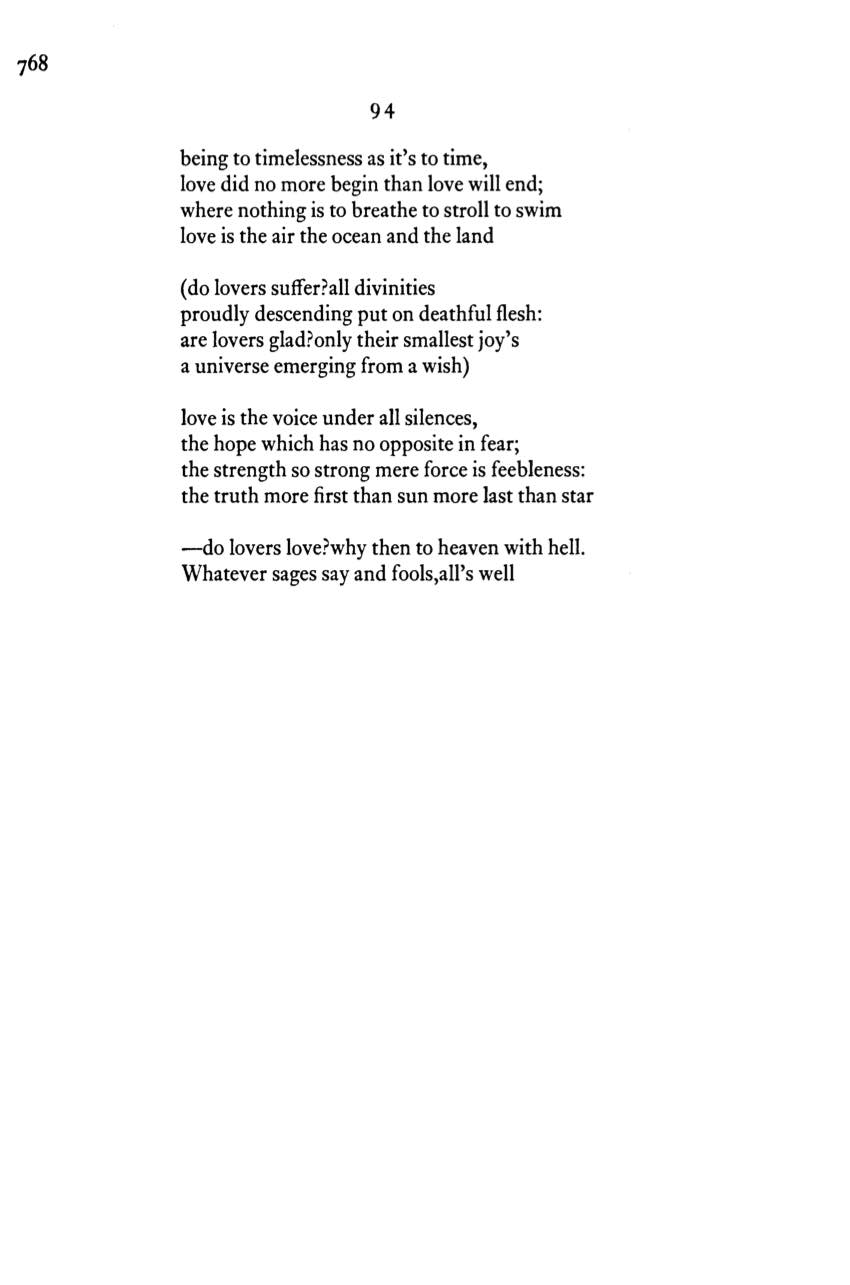 768
94
being to timelessness as it's to time,
love did no more begin than love will end;
where nothing is to breathe to stroll to swim
love is the air the ocean and the land
(do lovers suffer?all divinities
proudly descending put on deathful flesh:
are lovers glad?only their smallest joy's
a universe emerging from a wish)
love is the voice under all silences,
the hope which has no opposite in fear;
the strength so strong mere force is feebleness:
the truth more first than sun more last than star
—do lovers love?why then to heaven with hell.
Whatever sages say and fools,all's well